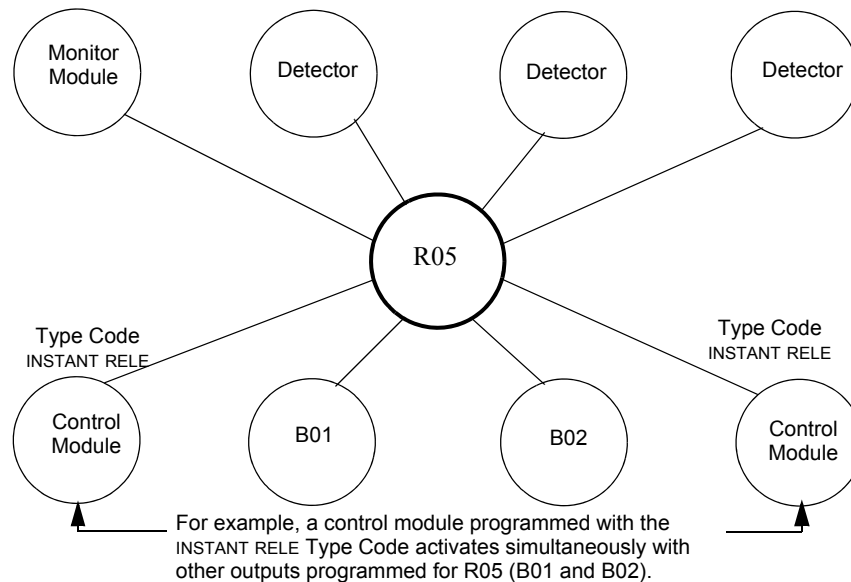 Monitor
Module
Detector
Detector
Detector
R05
Type Code
INSTANT RELE
Type Code
INSTANT RELE
Control
Module
B01
B02
Control
Module
For example, a control module programmed with the
INSTANT RELE Type Code activates simultaneously with
other outputs programmed for R05 (B01 and B02).